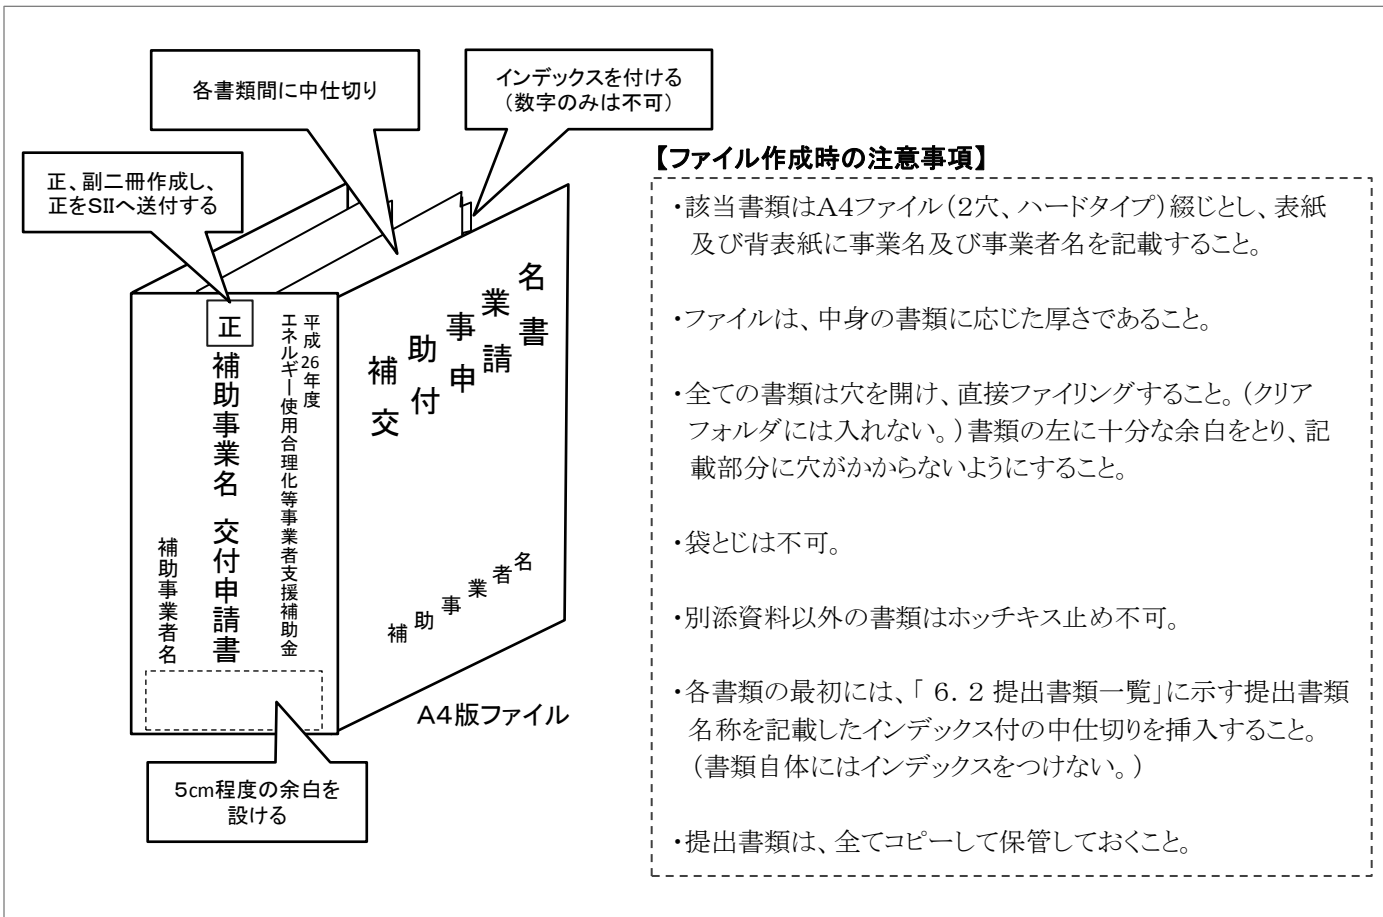 各書類間に中仕切り
インデックスを付ける
(数字のみは不可)
正、副二冊作成し、
正をSIIへ送付する
正
平成26年度
エネルギー使用合理化等事業者支援補助金
補助事業名 交付申請書
補助事業者名
補助事業名
交付申請書
補助事業者名
A4版ファイル
5cm程度の余白を
設ける
【ファイル作成時の注意事項】
・該当書類はA4ファイル(2穴、ハードタイプ)綴じとし、表紙
及び背表紙に事業名及び事業者名を記載すること。
・ファイルは、中身の書類に応じた厚さであること。
・全ての書類は穴を開け、直接ファイリングすること。(クリア
フォルダには入れない。)書類の左に十分な余白をとり、記
載部分に穴がかからないようにすること。
・袋とじは不可。
・別添資料以外の書類はホッチキス止め不可。
・各書類の最初には、「 6. 2 提出書類一覧」に示す提出書類
名称を記載したインデックス付の中仕切りを挿入すること。
(書類自体にはインデックスをつけない。)
・提出書類は、全てコピーして保管しておくこと。